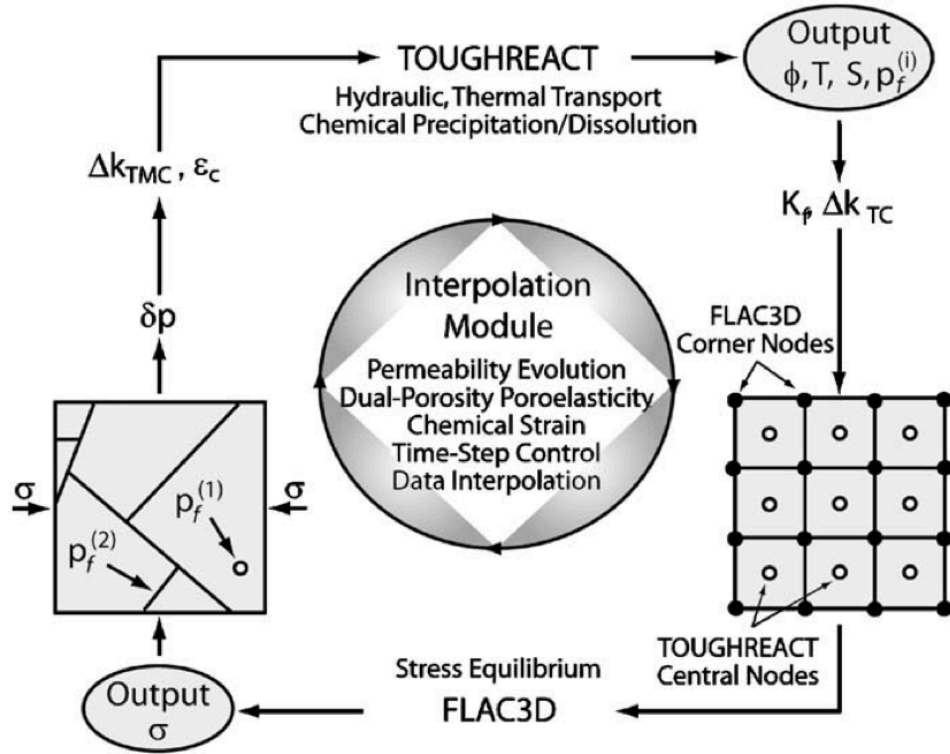 TOUGHREACT
Hydraulic, Thermal Transport
Chemical Precipitation/Dissolution
Output
ϕ, T, S, p_f^(i)
K_f, Δk_TC
FLAC3D
Corner Nodes
TOUGHREACT
Central Nodes
Stress Equilibrium
FLAC3D
Output
σ
σ
σ
p_f^(1)
p_f^(2)
δp
Δk_TMC, ε_c
Interpolation
Module
Permeability Evolution
Dual-Porosity Poroelasticity
Chemical Strain
Time-Step Control
Data Interpolation